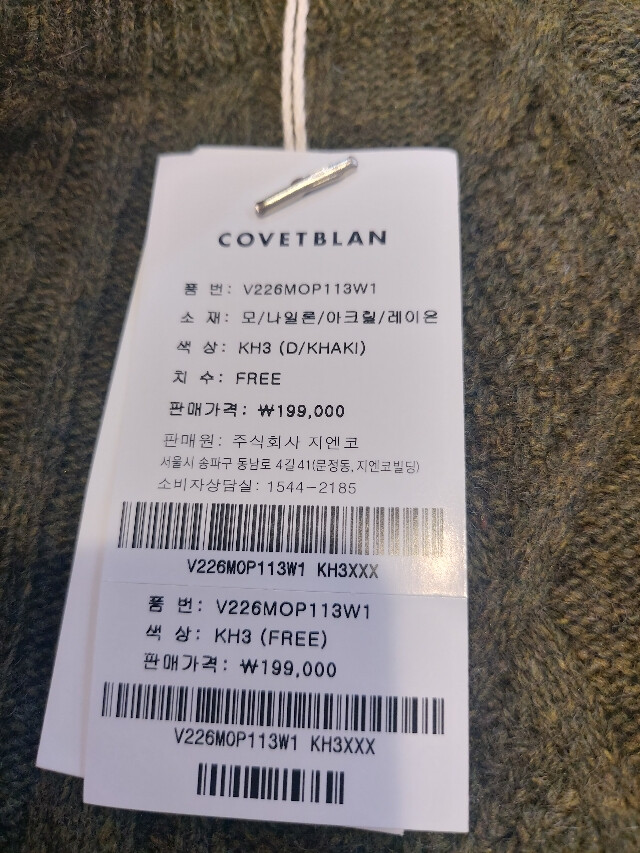 COVETBLAN
품 번: V226MOP113W1
소 재: 모/나일론/아크릴/레이온
색 상: KH3 (D/KHAKI)
치 수: FREE
판매가격: ₩199,000
판매원: 주식회사 지엔코
서울시 송파구 동남로 4길41(문정동, 지엔코빌딩)
소비자상담실: 1544-2185
V226MOP113W1 KH3XXX
품 번: V226MOP113W1
색 상: KH3 (FREE)
판매가격: ₩199,000
V226MOP113W1 KH3XXX